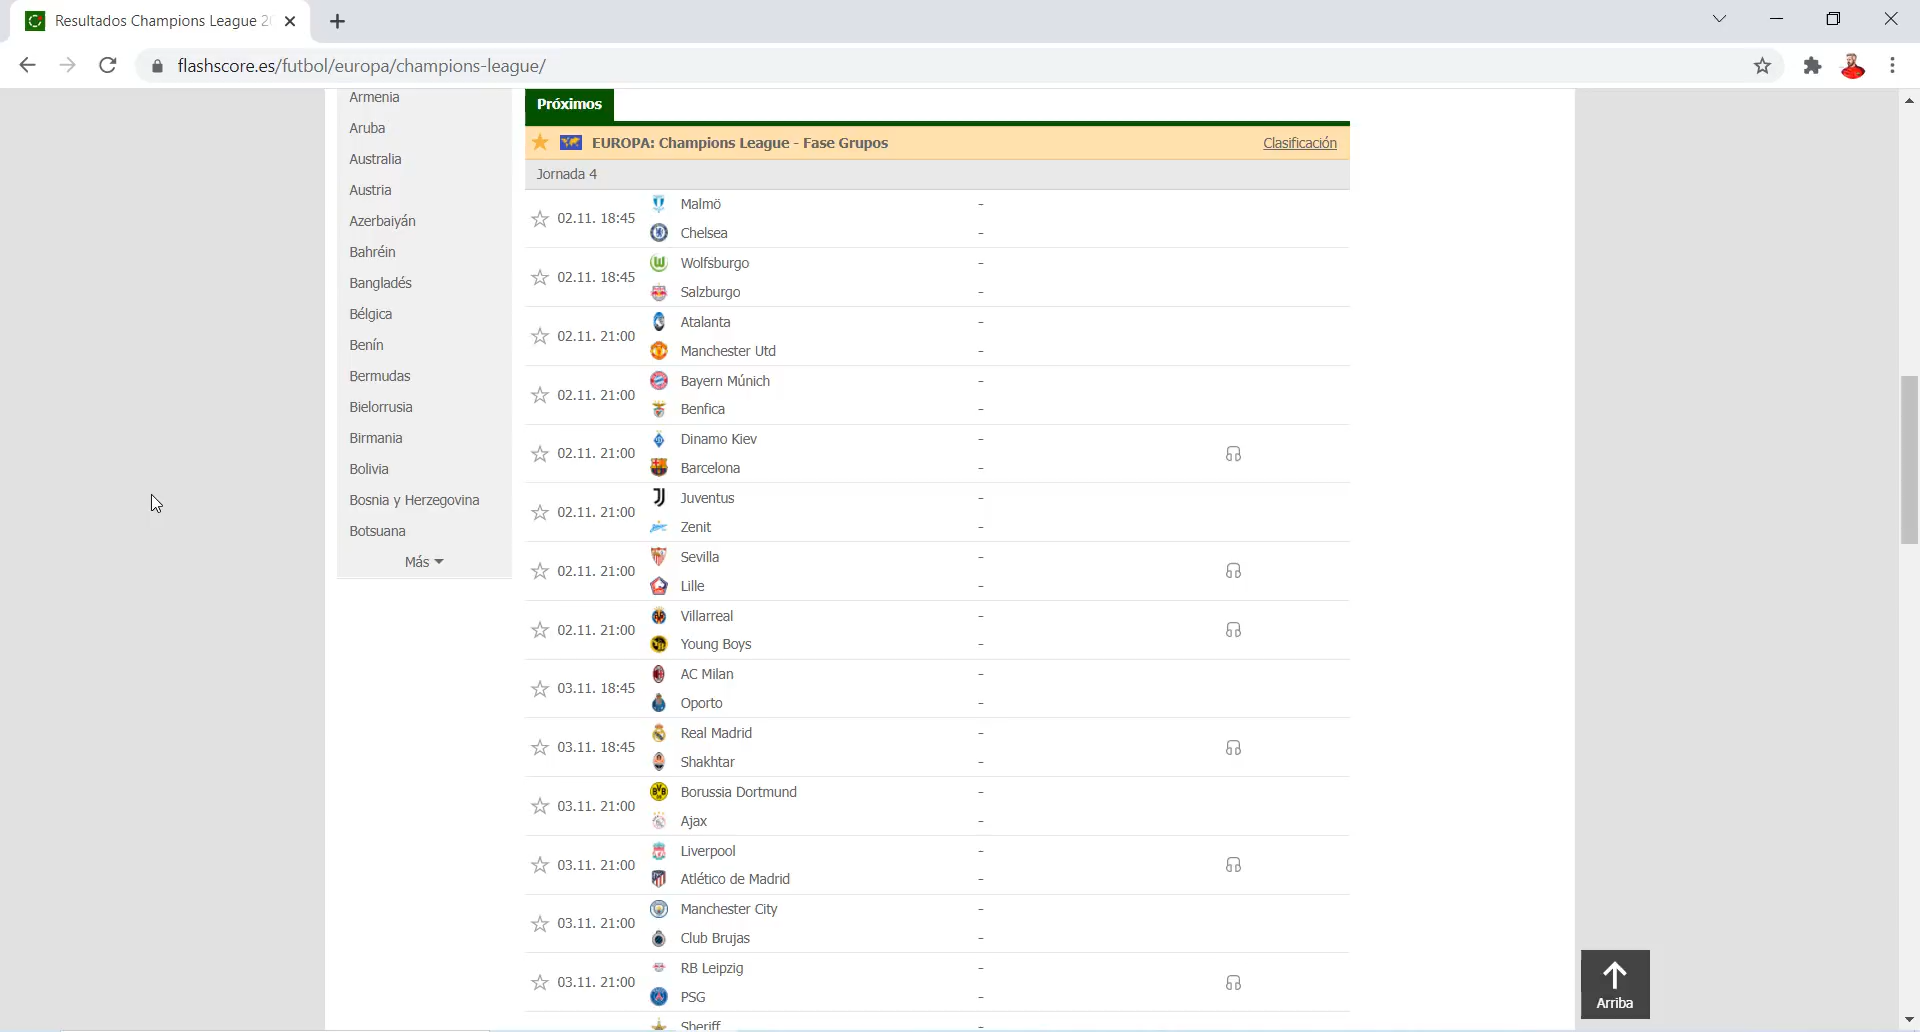 Resultados Champions League 2
flashscore.es/futbol/europa/champions-league/
Armenia
Aruba
Australia
Austria
Azerbaiyán
Bahréin
Bangladés
Bélgica
Benín
Bermudas
Bielorrusia
Birmania
Bolivia
Bosnia y Herzegovina
Botsuana
Más
Próximos
EUROPA: Champions League - Fase Grupos
Clasificación
Jornada 4
02.11. 18:45
Malmö -
Chelsea -
02.11. 18:45
Wolfsburgo -
Salzburgo -
02.11. 21:00
Atalanta -
Manchester Utd -
02.11. 21:00
Bayern Múnich -
Benfica -
02.11. 21:00
Dinamo Kiev -
Barcelona -
02.11. 21:00
Juventus -
Zenit -
02.11. 21:00
Sevilla -
Lille -
02.11. 21:00
Villarreal -
Young Boys -
03.11. 18:45
AC Milan -
Oporto -
03.11. 18:45
Real Madrid -
Shakhtar -
03.11. 21:00
Borussia Dortmund -
Ajax -
03.11. 21:00
Liverpool -
Atlético de Madrid -
03.11. 21:00
Manchester City -
Club Brujas -
03.11. 21:00
RB Leipzig -
PSG -
Sheriff -
Arriba